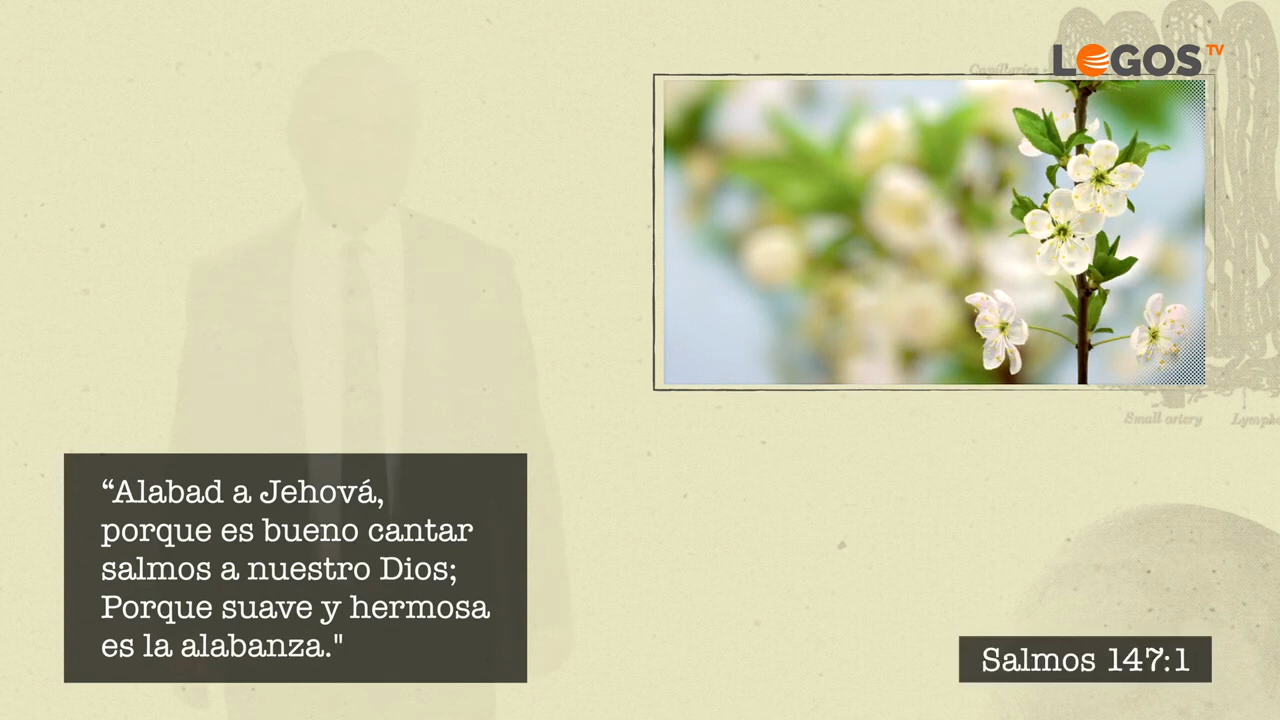 LOGOS TV
Capillaries
“Alabad a Jehová,
porque es bueno cantar
salmos a nuestro Dios;
Porque suave y hermosa
es la alabanza."
Small artery
Salmos 147:1